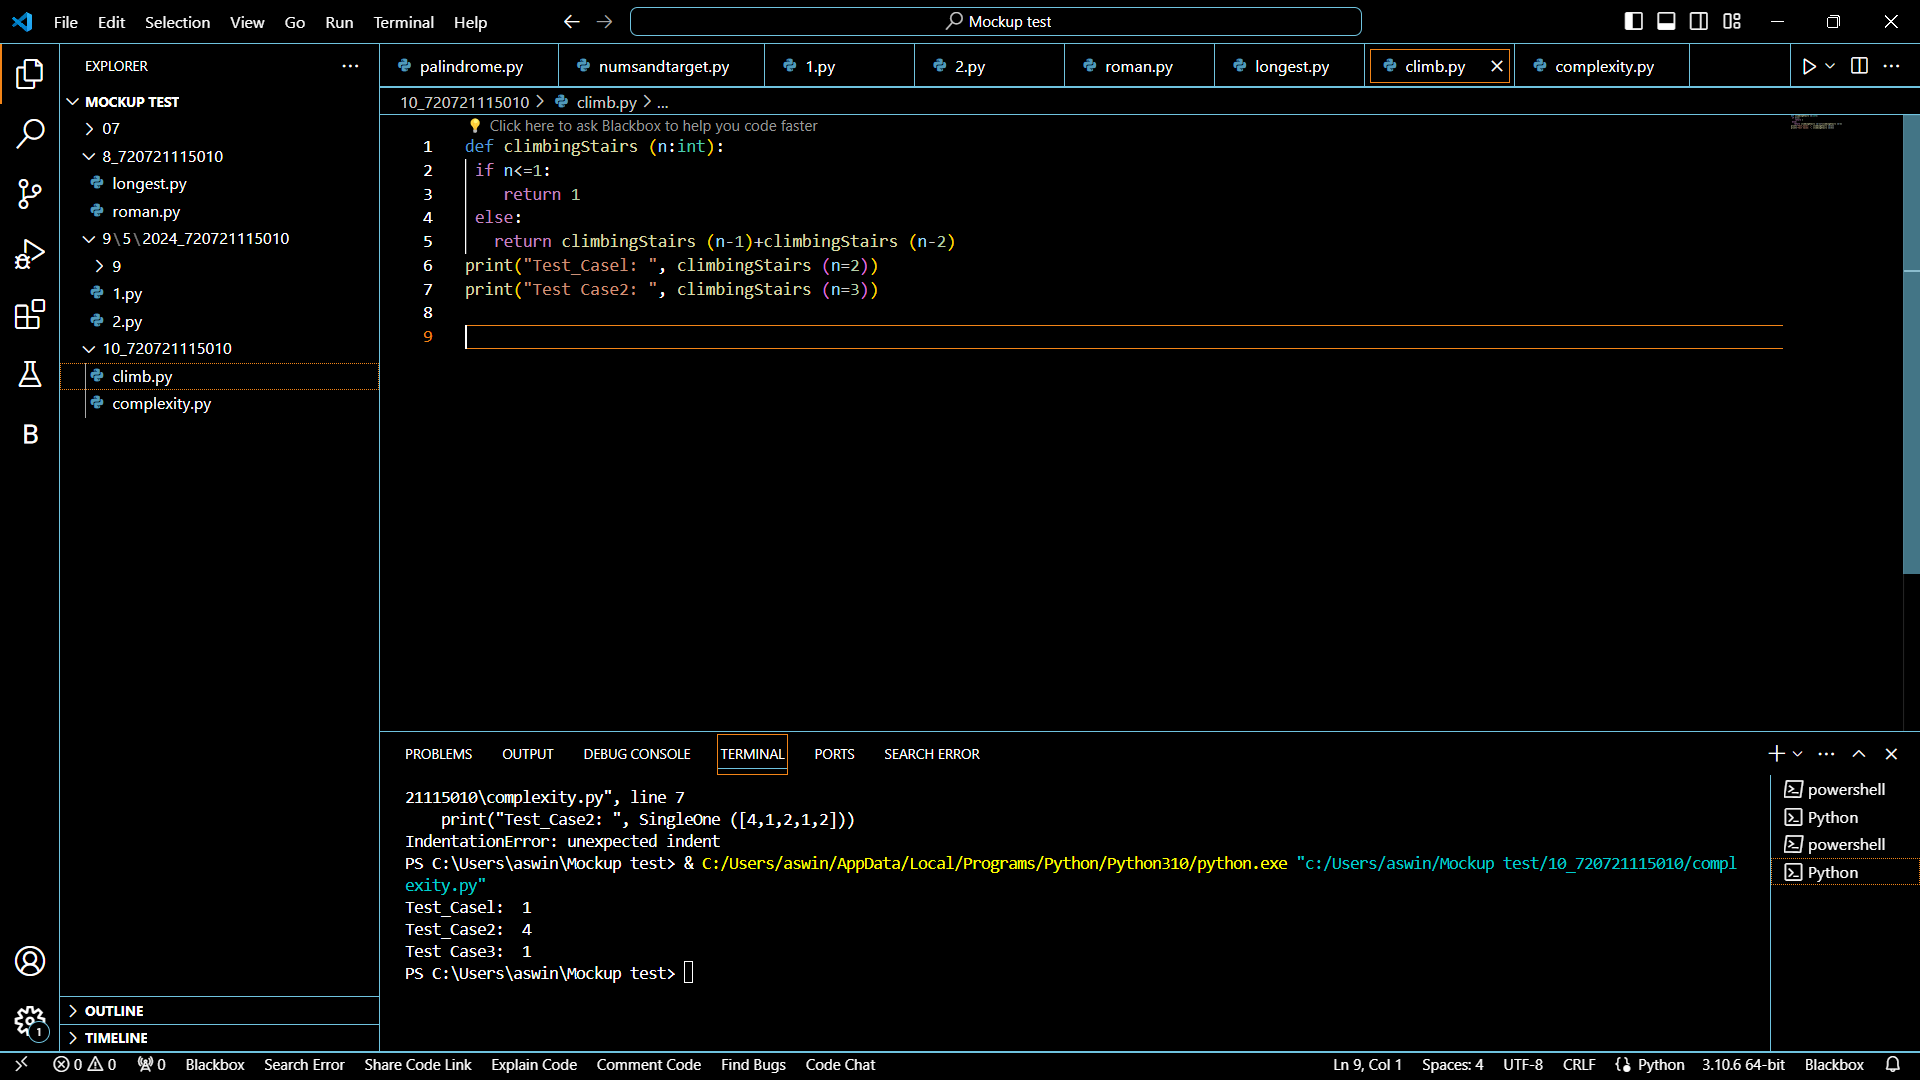 File Edit Selection View Go Run Terminal Help
Mockup test
EXPLORER
MOCKUP TEST
07
8_720721115010
longest.py
roman.py
9\5\2024_720721115010
9
1.py
2.py
10_720721115010
climb.py
complexity.py
OUTLINE
TIMELINE
palindrome.py numsandtarget.py 1.py 2.py roman.py longest.py climb.py complexity.py
10_720721115010 > climb.py > ...
Click here to ask Blackbox to help you code faster
1 def climbingStairs (n:int):
2 if n<=1:
3 return 1
4 else:
5 return climbingStairs (n-1)+climbingStairs (n-2)
6 print("Test_Casel: ", climbingStairs (n=2))
7 print("Test Case2: ", climbingStairs (n=3))
8
9
PROBLEMS OUTPUT DEBUG CONSOLE TERMINAL PORTS SEARCH ERROR
21115010\complexity.py", line 7
print("Test_Case2: ", SingleOne ([4,1,2,1,2]))
IndentationError: unexpected indent
PS C:\Users\aswin\Mockup test> & C:/Users/aswin/AppData/Local/Programs/Python/Python310/python.exe "c:/Users/aswin/Mockup test/10_720721115010/compl
exity.py"
Test_Casel: 1
Test_Case2: 4
Test Case3: 1
PS C:\Users\aswin\Mockup test>
powershell
Python
powershell
Python
B
1
0 0 0 Blackbox Search Error Share Code Link Explain Code Comment Code Find Bugs Code Chat Ln 9, Col 1 Spaces: 4 UTF-8 CRLF Python 3.10.6 64-bit Blackbox